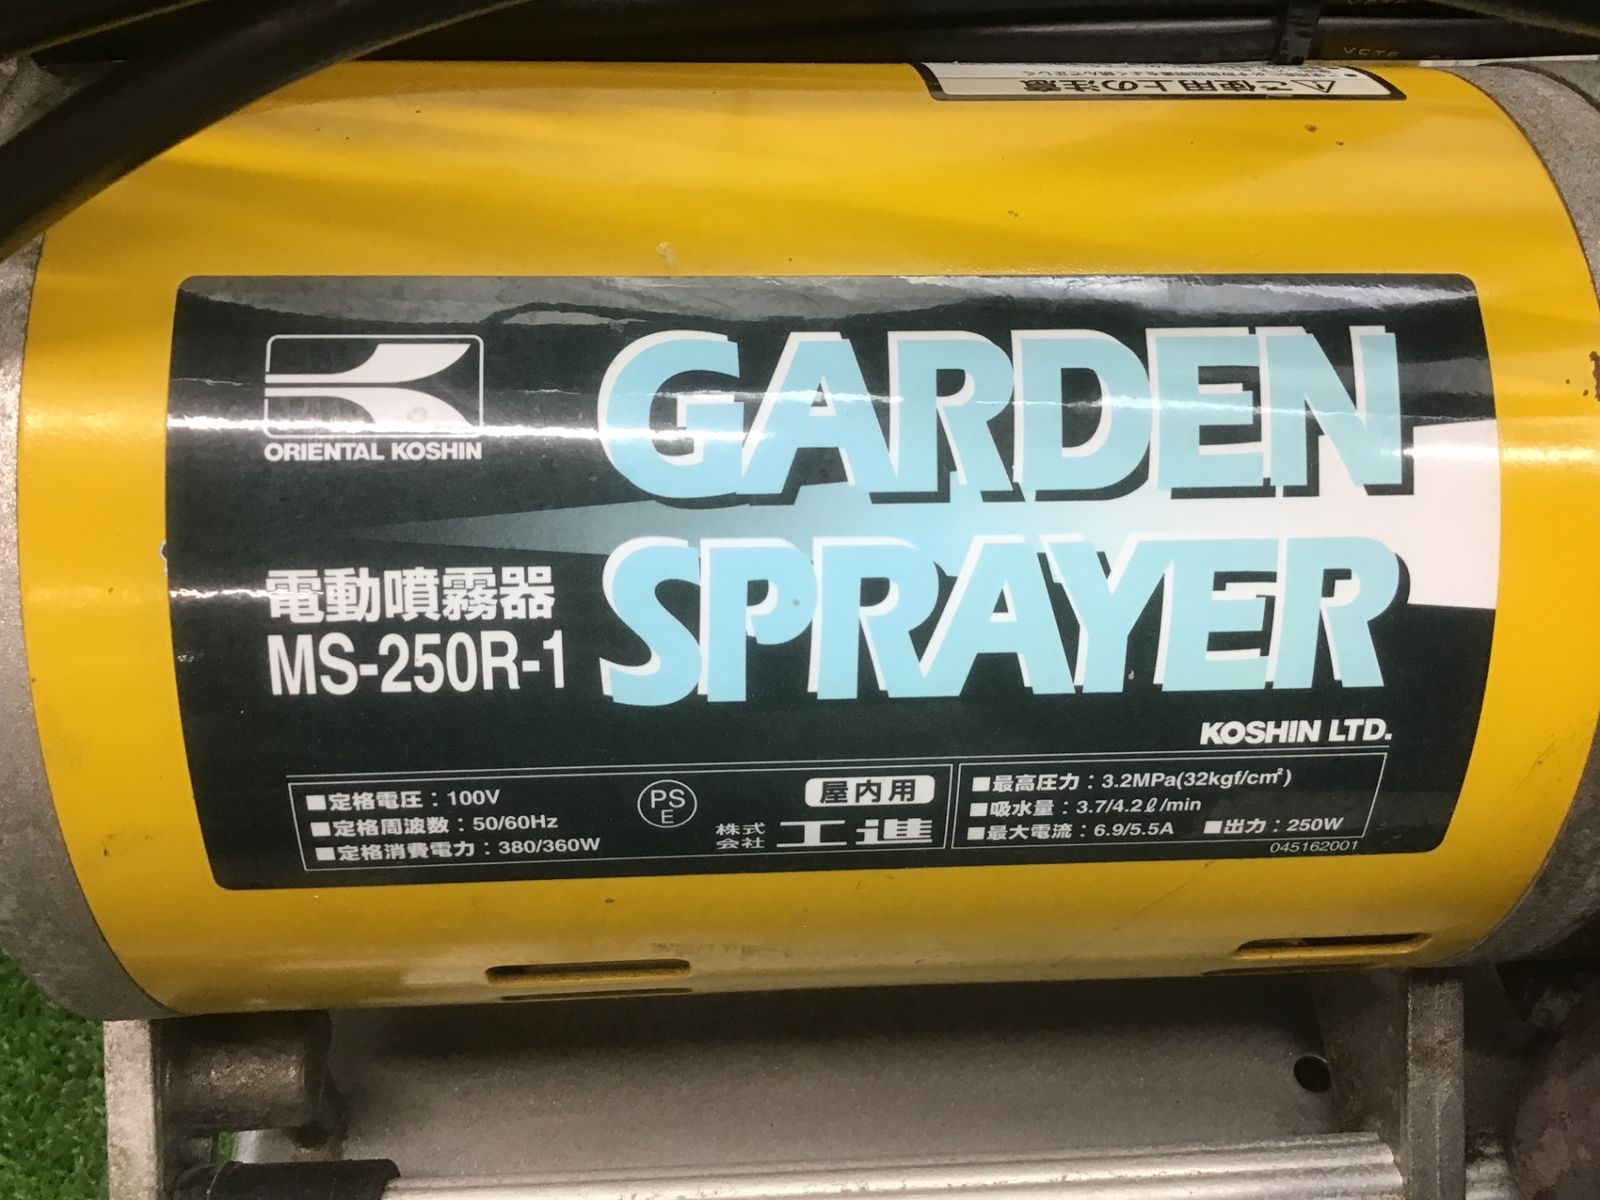 ⚠ご使用上の注意
ORIENTAL KOSHIN
GARDEN
SPRAYER
電動噴霧器
MS-250R-1
KOSHIN LTD.
■定格電圧：100V
■定格周波数：50/60Hz
■定格消費電力：380/360W
PS
E
屋内用
株式
会社
工進
■最高圧力：3.2MPa(32kgf/cm²)
■吸水量：3.7/4.2ℓ/min
■最大電流：6.9/5.5A ■出力：250W
045162001